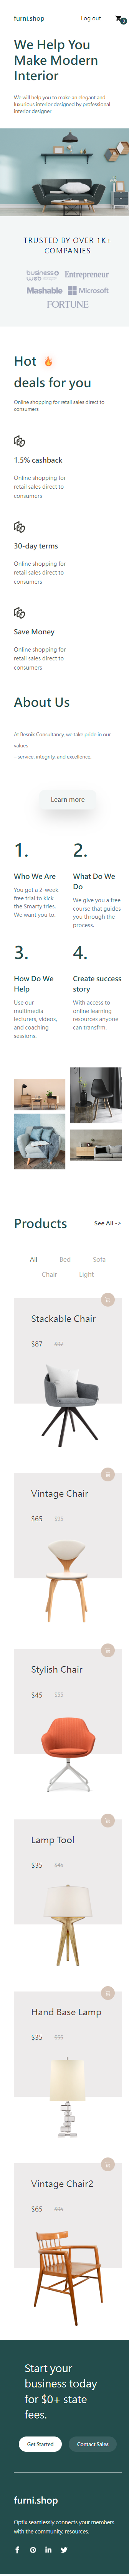 furni.shop
Log out
0
We Help You
Make Modern
Interior
We will help you to make an elegant and
luxurious interior designed by professional
interior designer.
TRUSTED BY OVER 1K+
COMPANIES
business
web
Entrepreneur
Mashable
Microsoft
FORTUNE
Hot
deals for you
Online shopping for retail sales direct to
consumers
1.5% cashback
Online shopping for
retail sales direct to
consumers
30-day terms
Online shopping for
retail sales direct to
consumers
Save Money
Online shopping for
retail sales direct to
consumers
About Us
At Besnik Consultancy, we take pride in our
values
– service, integrity, and excellence.
Learn more
1.
Who We Are
You get a 2-week
free trial to kick
the Smarty tries.
We want you to.
2.
What Do We
Do
We give you a free
course that guides
you through the
process.
3.
How Do We
Help
Use our
multimedia
lecturers, videos,
and coaching
sessions.
4.
Create success
story
With access to
online learning
resources anyone
can transfrm.
Products
See All ->
All
Bed
Sofa
Chair
Light
Stackable Chair
$87
$97
Vintage Chair
$65
Stylish Chair
$45
$55
Lamp Tool
$35
$45
Hand Base Lamp
$35
$55
Vintage Chair2
$65
Start your
business today
for $0+ state
fees.
Get Started
Contact Sales
furni.shop
Optix seamlessly connects your members
with the community, resources.